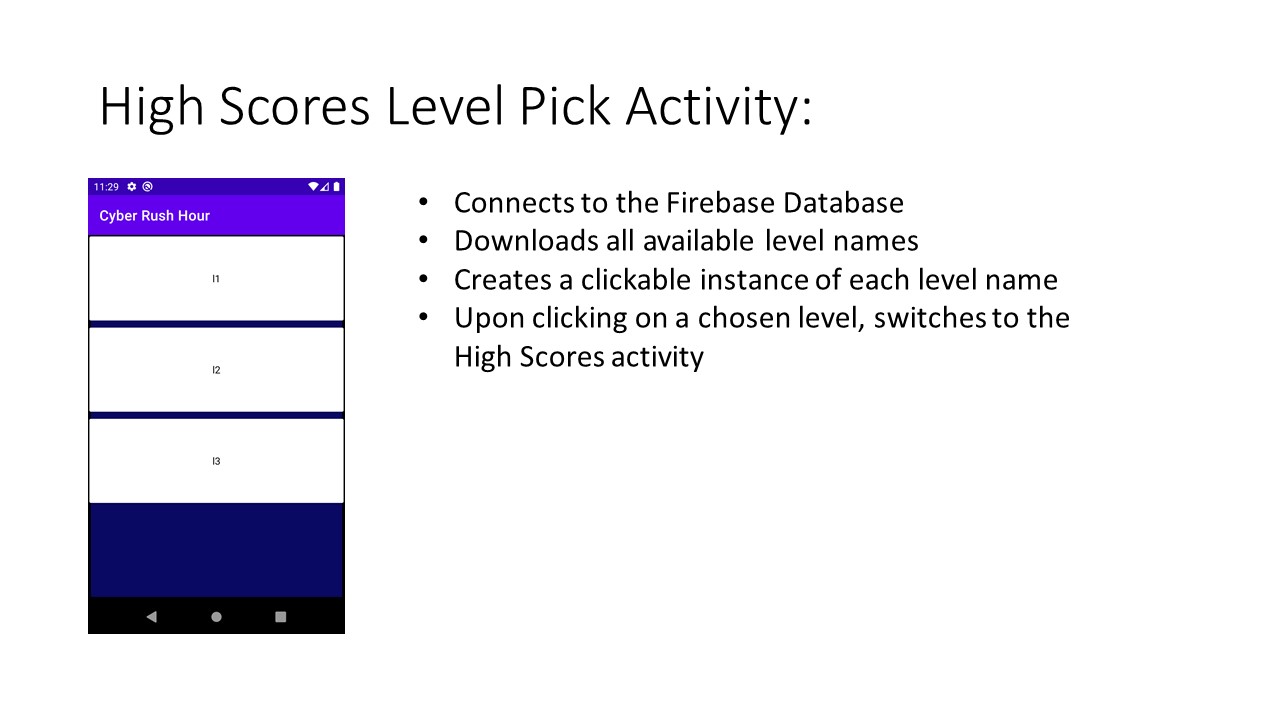 High Scores Level Pick Activity:
11:29
Cyber Rush Hour
l1
l2
l3
• Connects to the Firebase Database
• Downloads all available level names
• Creates a clickable instance of each level name
• Upon clicking on a chosen level, switches to the
High Scores activity